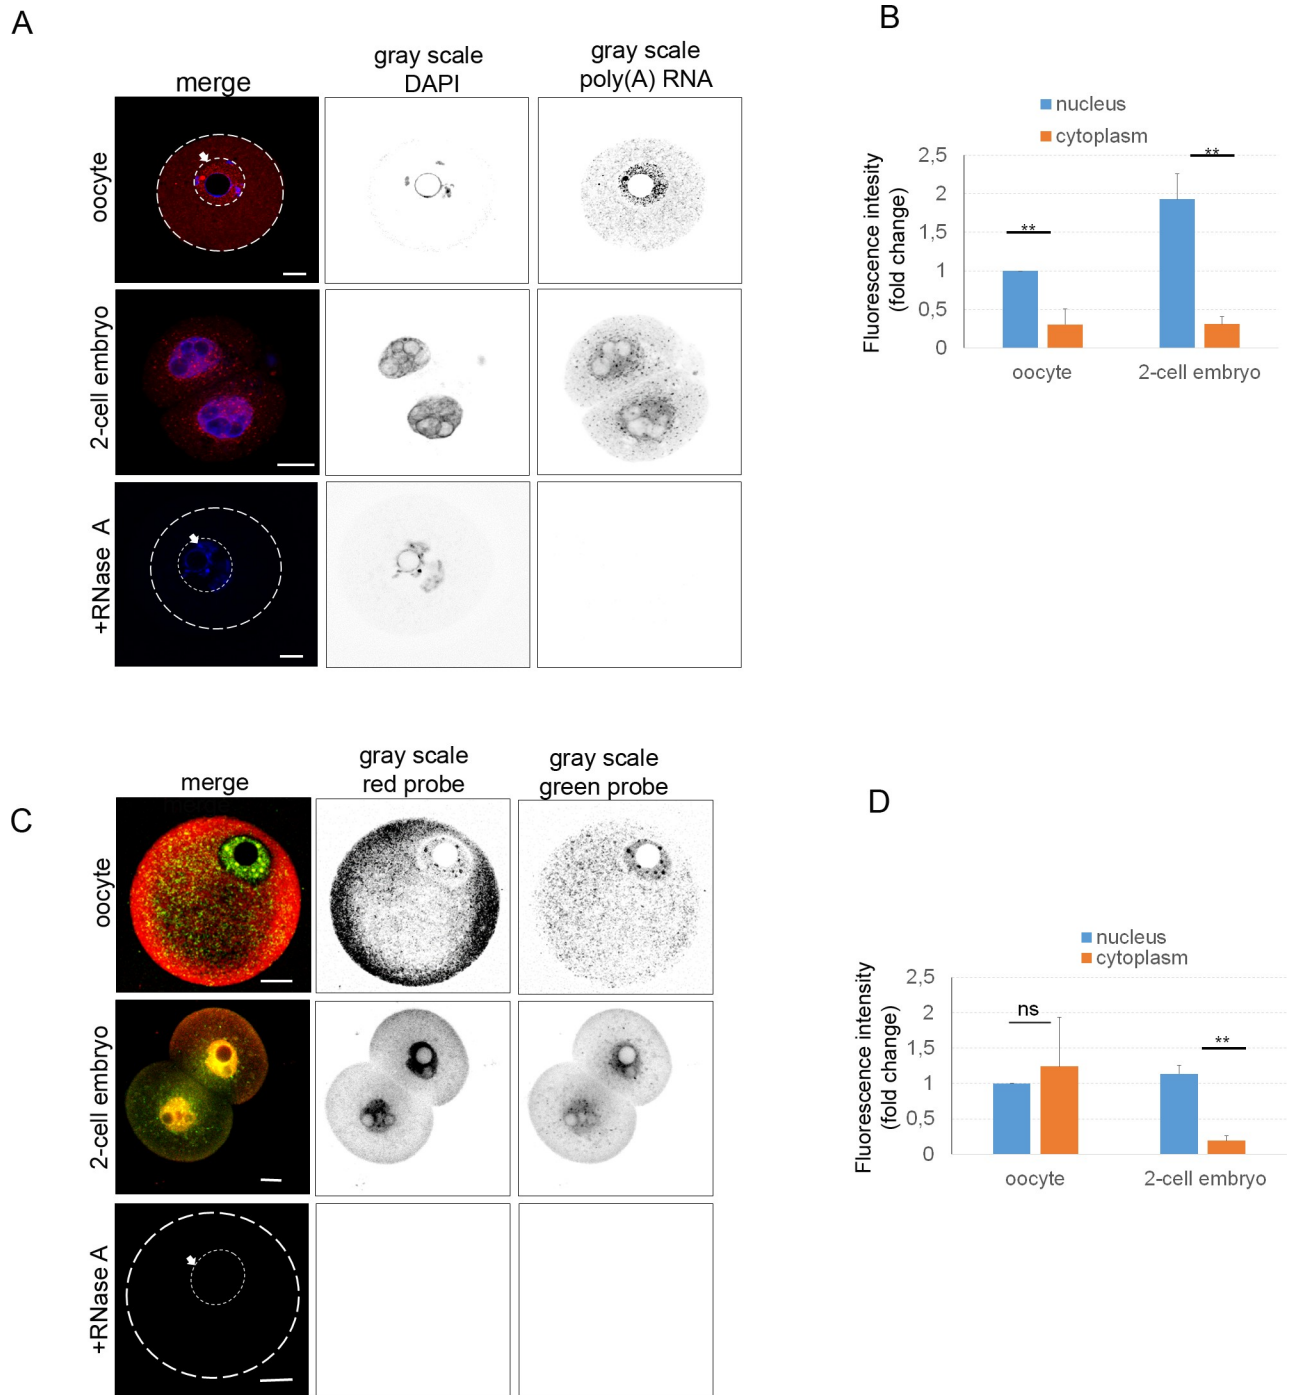 A
merge
gray scale
DAPI
gray scale
poly(A) RNA
oocyte
2-cell embryo
+RNase A
B
nucleus
cytoplasm
Fluorescence intesity
(fold change)
2,5
2
1,5
1
0,5
0
**
**
oocyte
2-cell embryo
C
merge
gray scale
red probe
gray scale
green probe
oocyte
2-cell embryo
+RNase A
D
nucleus
cytoplasm
Fluorescence intensity
(fold change)
2,5
2
1,5
1
0,5
0
ns
**
oocyte
2-cell embryo